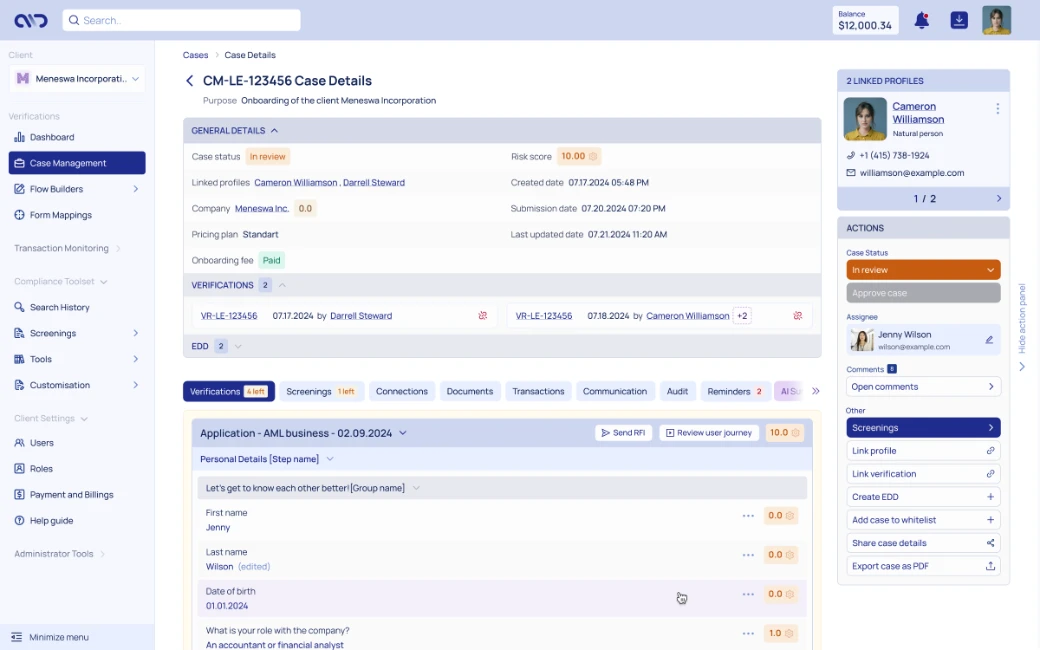 Search..
Balance
$12,000.34
Client
M Meneswa Incorporati..
Verifications
Dashboard
Case Management
Flow Builders
Form Mappings
Transaction Monitoring
Compliance Toolset
Search History
Screenings
Tools
Customisation
Client Settings
Users
Roles
Payment and Billings
Help guide
Administrator Tools
Minimize menu
Cases > Case Details
CM-LE-123456 Case Details
Purpose Onboarding of the client Meneswa Incorporation
GENERAL DETAILS
Case status In review
Risk score 10.00
Linked profiles Cameron Williamson , Darrell Steward
Created date 07.17.2024 05:48 PM
Company Meneswa Inc. 0.0
Submission date 07.20.2024 07:20 PM
Pricing plan Standart
Last updated date 07.21.2024 11:20 AM
Onboarding fee Paid
VERIFICATIONS 2
VR-LE-123456 07.17.2024 by Darrell Steward
VR-LE-123456 07.18.2024 by Cameron Williamson +2
EDD 2
Verifications 4 left
Screenings 1 left
Connections
Documents
Transactions
Communication
Audit
Reminders 2
AI Su
Application - AML business - 02.09.2024
Send RFI
Review user journey
10.0
Personal Details [Step name]
Let's get to know each other better![Group name]
First name
Jenny
0.0
Last name
Wilson (edited)
0.0
Date of birth
01.01.2024
0.0
What is your role with the company?
An accountant or financial analyst
1.0
2 LINKED PROFILES
Cameron
Williamson
Natural person
+1 (415) 738-1924
williamson@example.com
1 / 2
ACTIONS
Case Status
In review
Approve case
Assignee
Jenny Wilson
wilson@example.com
Comments 8
Open comments
Other
Screenings
Link profile
Link verification
Create EDD
Add case to whitelist
Share case details
Export case as PDF
Hide action panel